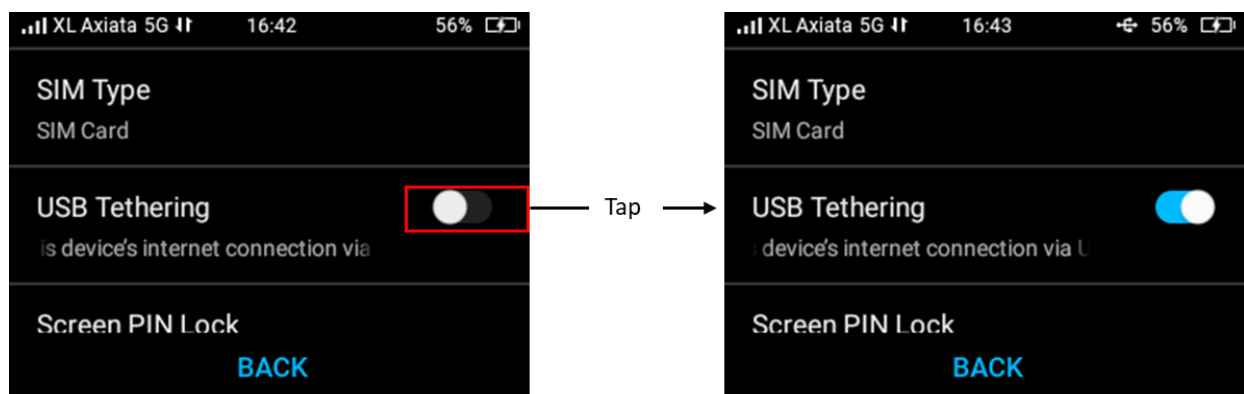 XL Axiata 5G 16:42 56%
SIM Type
SIM Card
USB Tethering
is device's internet connection via
Screen PIN Lock
BACK
Tap
XL Axiata 5G 16:43 56%
SIM Type
SIM Card
USB Tethering
s device's internet connection via U
Screen PIN Lock
BACK